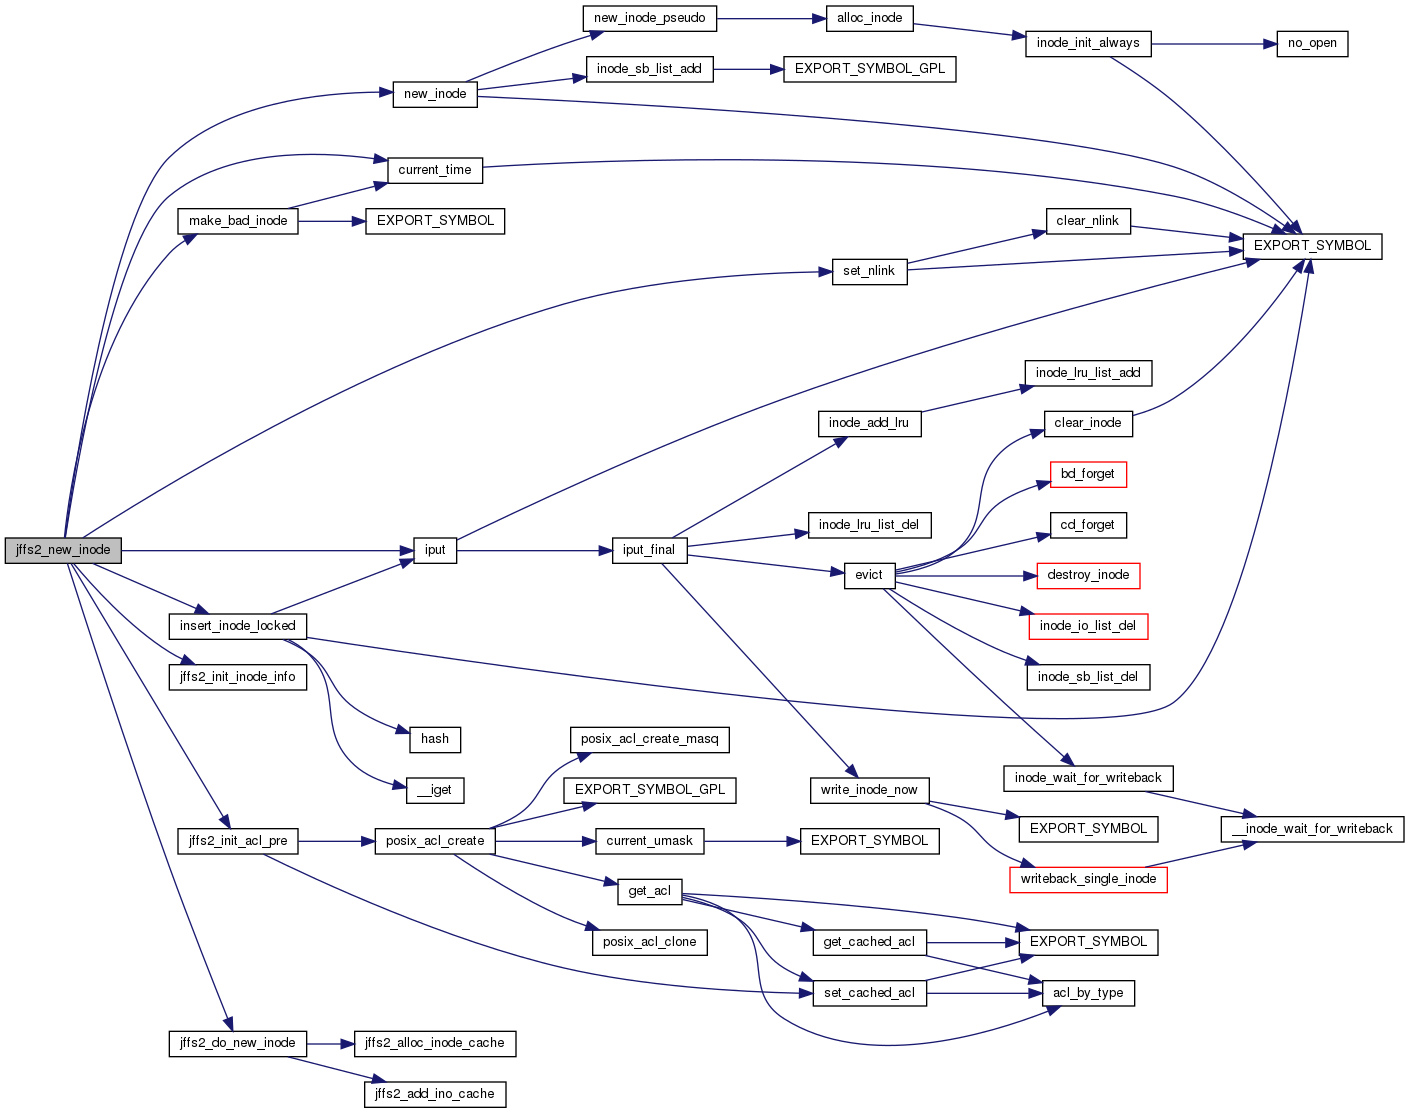 new_inode_pseudo
alloc_inode
inode_init_always
no_open
inode_sb_list_add
EXPORT_SYMBOL_GPL
new_inode
current_time
make_bad_inode
EXPORT_SYMBOL
clear_nlink
EXPORT_SYMBOL
set_nlink
inode_lru_list_add
inode_add_lru
clear_inode
bd_forget
inode_lru_list_del
cd_forget
jffs2_new_inode
iput
iput_final
evict
destroy_inode
insert_inode_locked
inode_io_list_del
jffs2_init_inode_info
inode_sb_list_del
hash
posix_acl_create_masq
inode_wait_for_writeback
__iget
EXPORT_SYMBOL_GPL
write_inode_now
EXPORT_SYMBOL
__inode_wait_for_writeback
jffs2_init_acl_pre
posix_acl_create
current_umask
EXPORT_SYMBOL
writeback_single_inode
get_acl
posix_acl_clone
get_cached_acl
EXPORT_SYMBOL
set_cached_acl
acl_by_type
jffs2_do_new_inode
jffs2_alloc_inode_cache
jffs2_add_ino_cache